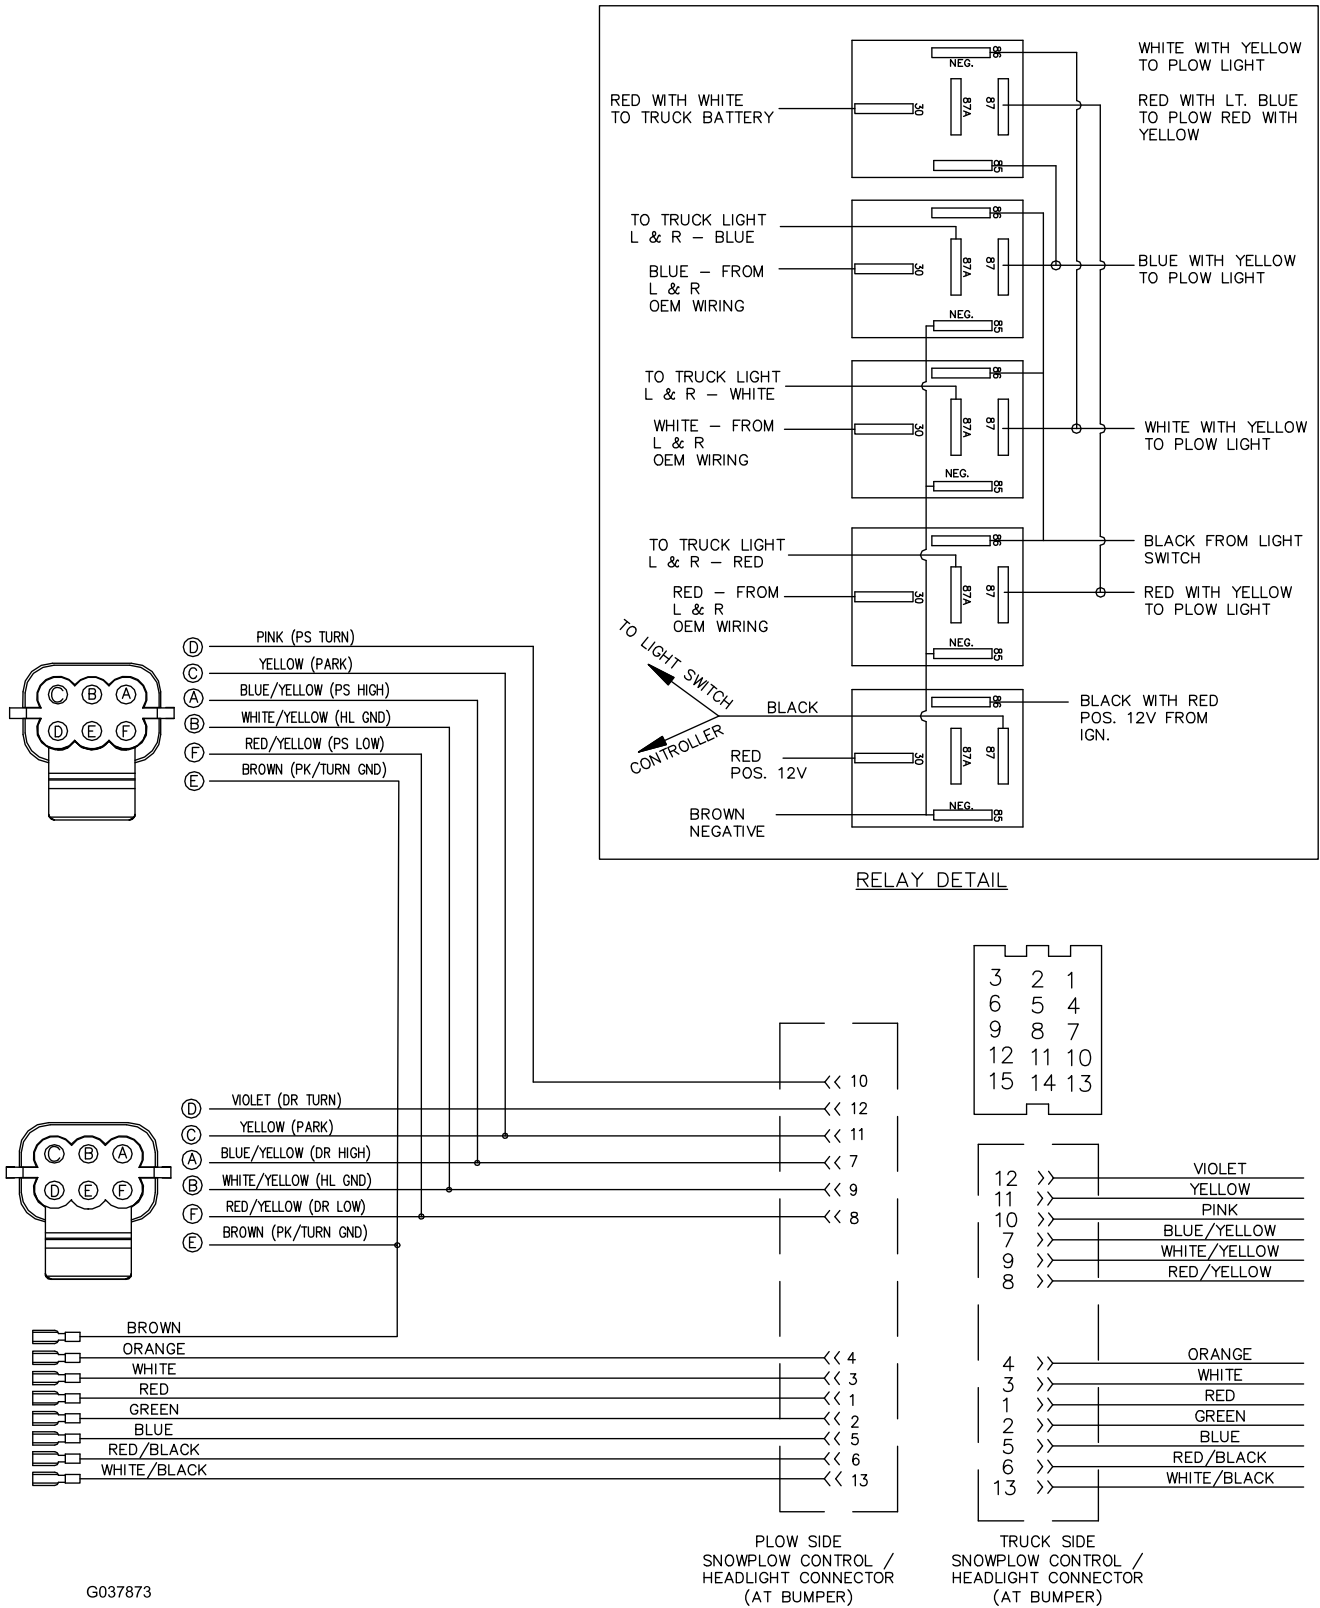 WHITE WITH YELLOW
TO PLOW LIGHT
RED WITH LT. BLUE
TO PLOW RED WITH
YELLOW
RED WITH WHITE
TO TRUCK BATTERY
86
NEG.
30
87A
87
85
TO TRUCK LIGHT
L & R – BLUE
BLUE – FROM
L & R
OEM WIRING
86
30
87A
87
NEG.
85
BLUE WITH YELLOW
TO PLOW LIGHT
TO TRUCK LIGHT
L & R – WHITE
WHITE – FROM
L & R
OEM WIRING
86
30
87A
87
NEG.
85
WHITE WITH YELLOW
TO PLOW LIGHT
TO TRUCK LIGHT
L & R – RED
RED – FROM
L & R
OEM WIRING
86
30
87A
87
NEG.
85
BLACK FROM LIGHT
SWITCH
RED WITH YELLOW
TO PLOW LIGHT
TO LIGHT SWITCH
CONTROLLER
BLACK
RED
POS. 12V
BROWN
NEGATIVE
86
30
87A
87
NEG.
85
BLACK WITH RED
POS. 12V FROM
IGN.
RELAY DETAIL
C B A
D E F
D PINK (PS TURN)
C YELLOW (PARK)
A BLUE/YELLOW (PS HIGH)
B WHITE/YELLOW (HL GND)
F RED/YELLOW (PS LOW)
E BROWN (PK/TURN GND)
3 2 1
6 5 4
9 8 7
12 11 10
15 14 13
C B A
D E F
10
D VIOLET (DR TURN) 12
C YELLOW (PARK) 11
A BLUE/YELLOW (DR HIGH) 7
B WHITE/YELLOW (HL GND) 9
F RED/YELLOW (DR LOW) 8
E BROWN (PK/TURN GND)
BROWN
ORANGE 4
WHITE 3
RED 1
GREEN 2
BLUE 5
RED/BLACK 6
WHITE/BLACK 13
12 VIOLET
11 YELLOW
10 PINK
7 BLUE/YELLOW
9 WHITE/YELLOW
8 RED/YELLOW
4 ORANGE
3 WHITE
1 RED
2 GREEN
5 BLUE
6 RED/BLACK
13 WHITE/BLACK
PLOW SIDE
SNOWPLOW CONTROL /
HEADLIGHT CONNECTOR
(AT BUMPER)
TRUCK SIDE
SNOWPLOW CONTROL /
HEADLIGHT CONNECTOR
(AT BUMPER)
G037873